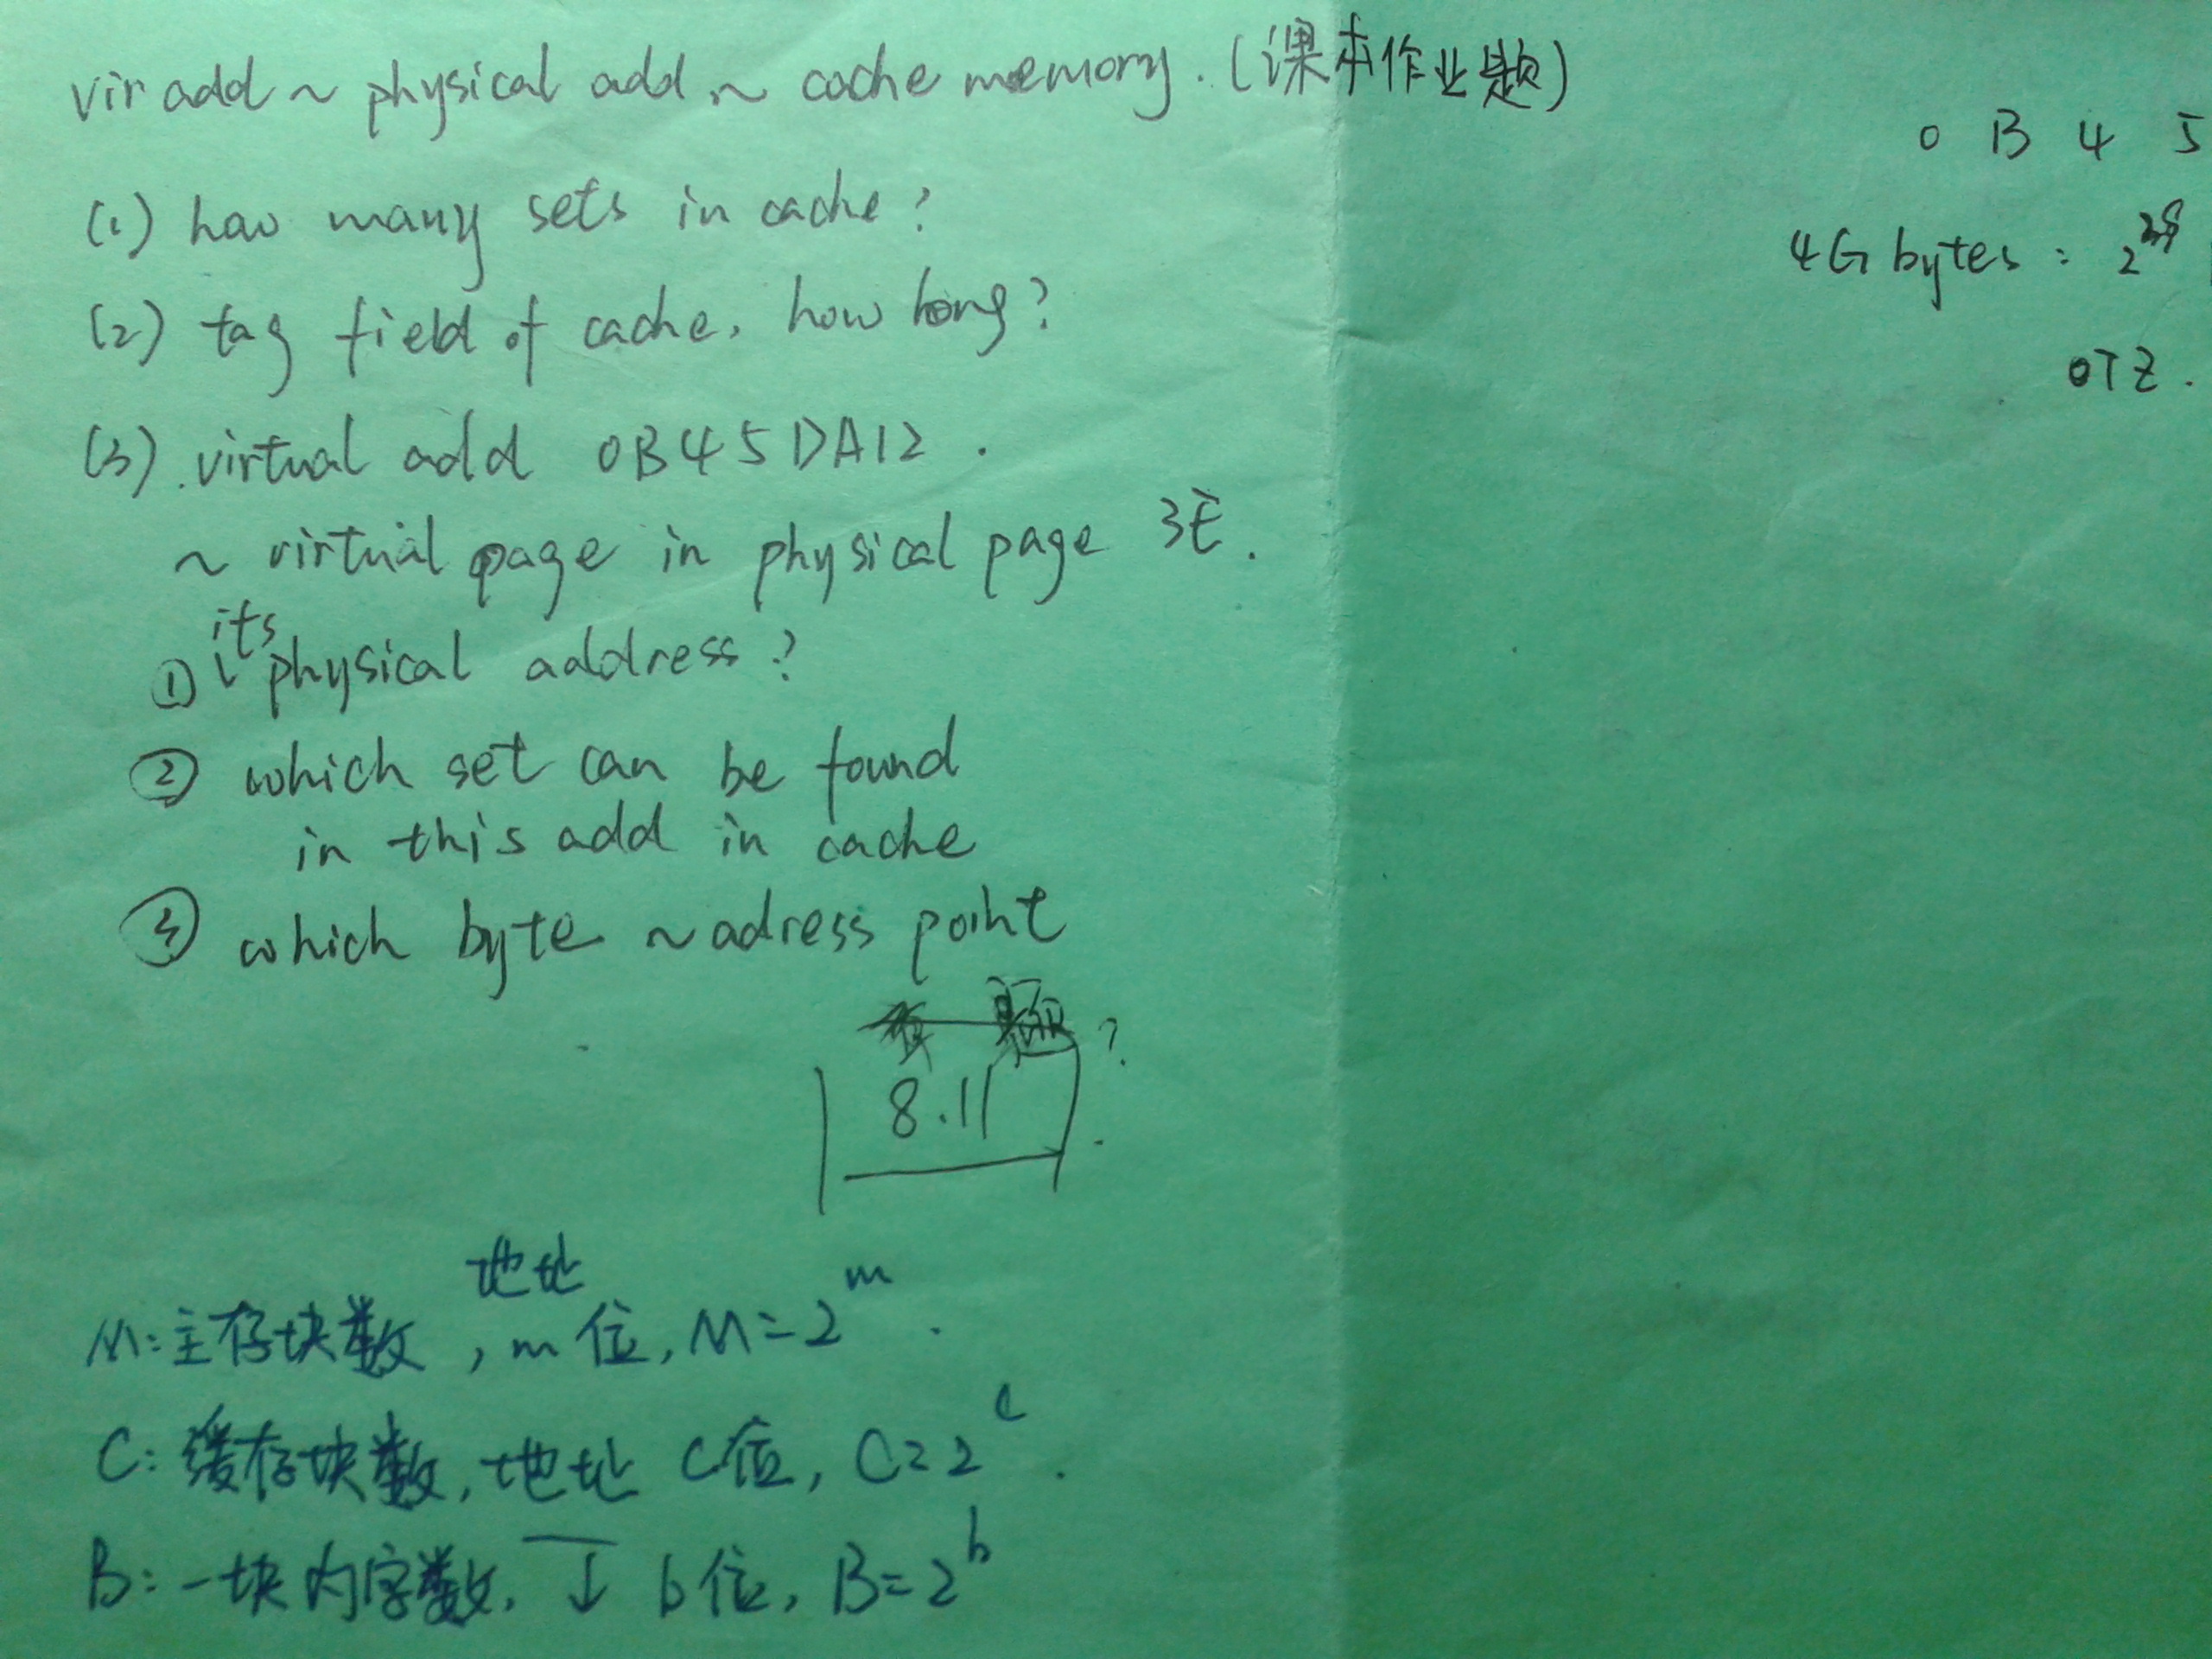 vir add ~ physical add ~ cache memory. (课本作业题)
(1) how many sets in cache?
(2) tag field of cache, how long?
(3). virtual add 0B45DA12.
~ virtual page in physical page 3E.
① its physical address?
② which set can be found
in this add in cache
③ which byte ~ adress point
?
8.11
M:主存块数,地址m位,M=2^m.
C:缓存块数,地址c位,C=2^c.
B:一块内字数, ↓ b位,B=2^b
0 B 4 5
4G bytes:
OTZ.